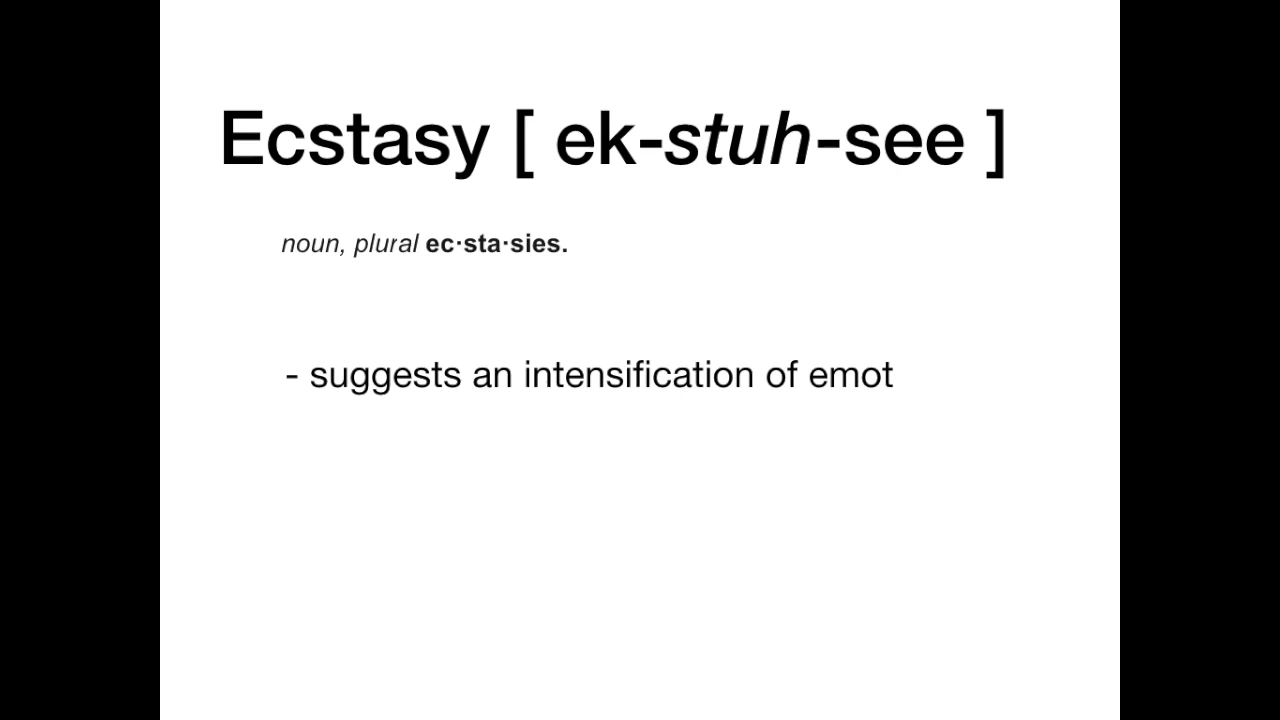 Ecstasy [ ek-stuh-see ]
noun, plural ec·sta·sies.
- suggests an intensification of emot